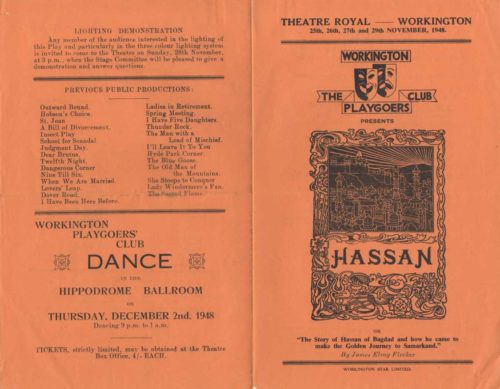 LIGHTING DEMONSTRATION
Any member of the audience interested in the lighting of
this Play and particularly in the three colour lighting system
is invited to come to the Theatre on Sunday, 28th November,
at 3 p.m., when the Stage Committee will be pleased to give a
demonstration and answer questions.
PREVIOUS PUBLIC PRODUCTIONS:
Outward Bound.
Hobson's Choice.
St. Joan
A Bill of Divorcement.
Insect Play
School for Scandal
Judgment Day.
Dear Brutus.
Twelfth Night.
Dangerous Corner
Nine Till Six.
When We Are Married.
Lovers' Leap.
Dover Road.
I Have Been Here Before.
Ladies in Retirement.
Spring Meeting.
I Have Five Daughters.
Thunder Rock.
The Man with a
Load of Mischief.
I'll Leave It To You
Hyde Park Corner.
The Blue Goose.
The Old Man of
the Mountains.
She Stoops to Conquer
Lady Windermere's Fan.
The Sacred Flame.
WORKINGTON
PLAYGOERS'
CLUB
DANCE
IN THE
HIPPODROME BALLROOM
ON
THURSDAY, DECEMBER 2nd. 1948
Dancing 9 p.m. to 1 a.m.
TICKETS, strictly limited, may be obtained at the Theatre
Box Office, 4/- EACH.
THEATRE ROYAL — WORKINGTON
25th, 26th, 27th and 29th NOVEMBER, 1948.
WORKINGTON
THE CLUB
PLAYGOERS
PRESENTS
HASSAN
OR
"The Story of Hassan of Bagdad and how he came to
make the Golden Journey to Samarkand."
By James Elroy Flecker
WORKINGTON STAR LIMITED.